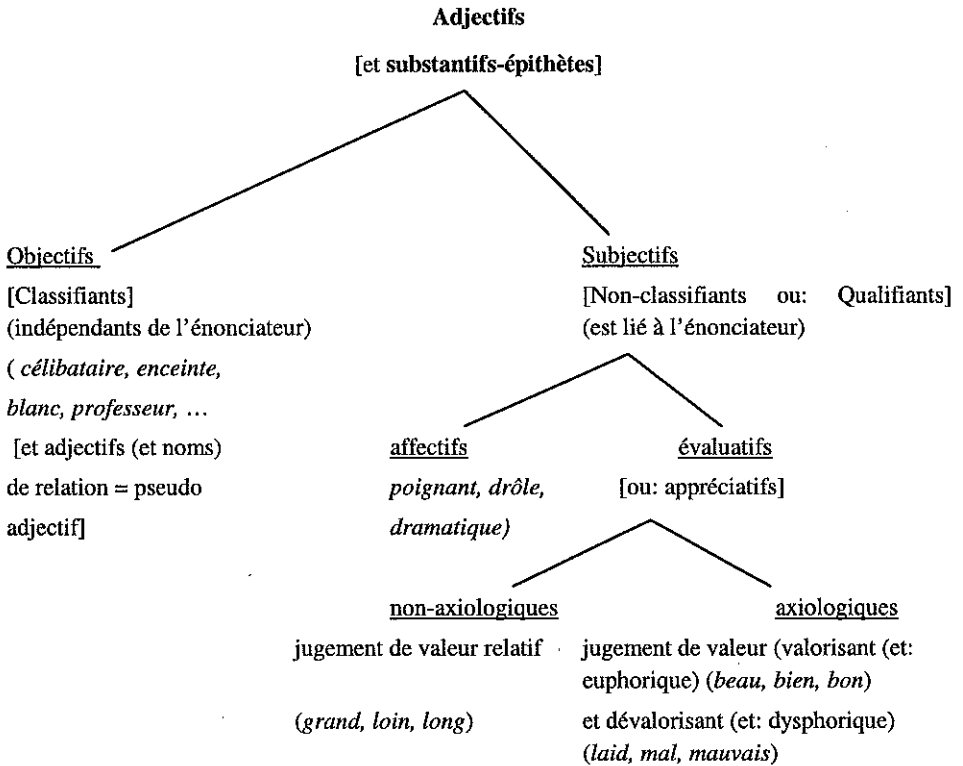 Adjectifs
[et substantifs-épithètes]
Objectifs
[Classifiants]
(indépendants de l'énonciateur)
( célibataire, enceinte,
blanc, professeur, ...
[et adjectifs (et noms)
de relation = pseudo
adjectif]
Subjectifs
[Non-classifiants ou: Qualifiants]
(est lié à l'énonciateur)
affectifs
poignant, drôle,
dramatique)
évaluatifs
[ou: appréciatifs]
non-axiologiques
jugement de valeur relatif
(grand, loin, long)
axiologiques
jugement de valeur (valorisant (et:
euphorique) (beau, bien, bon)
et dévalorisant (et: dysphorique)
(laid, mal, mauvais)